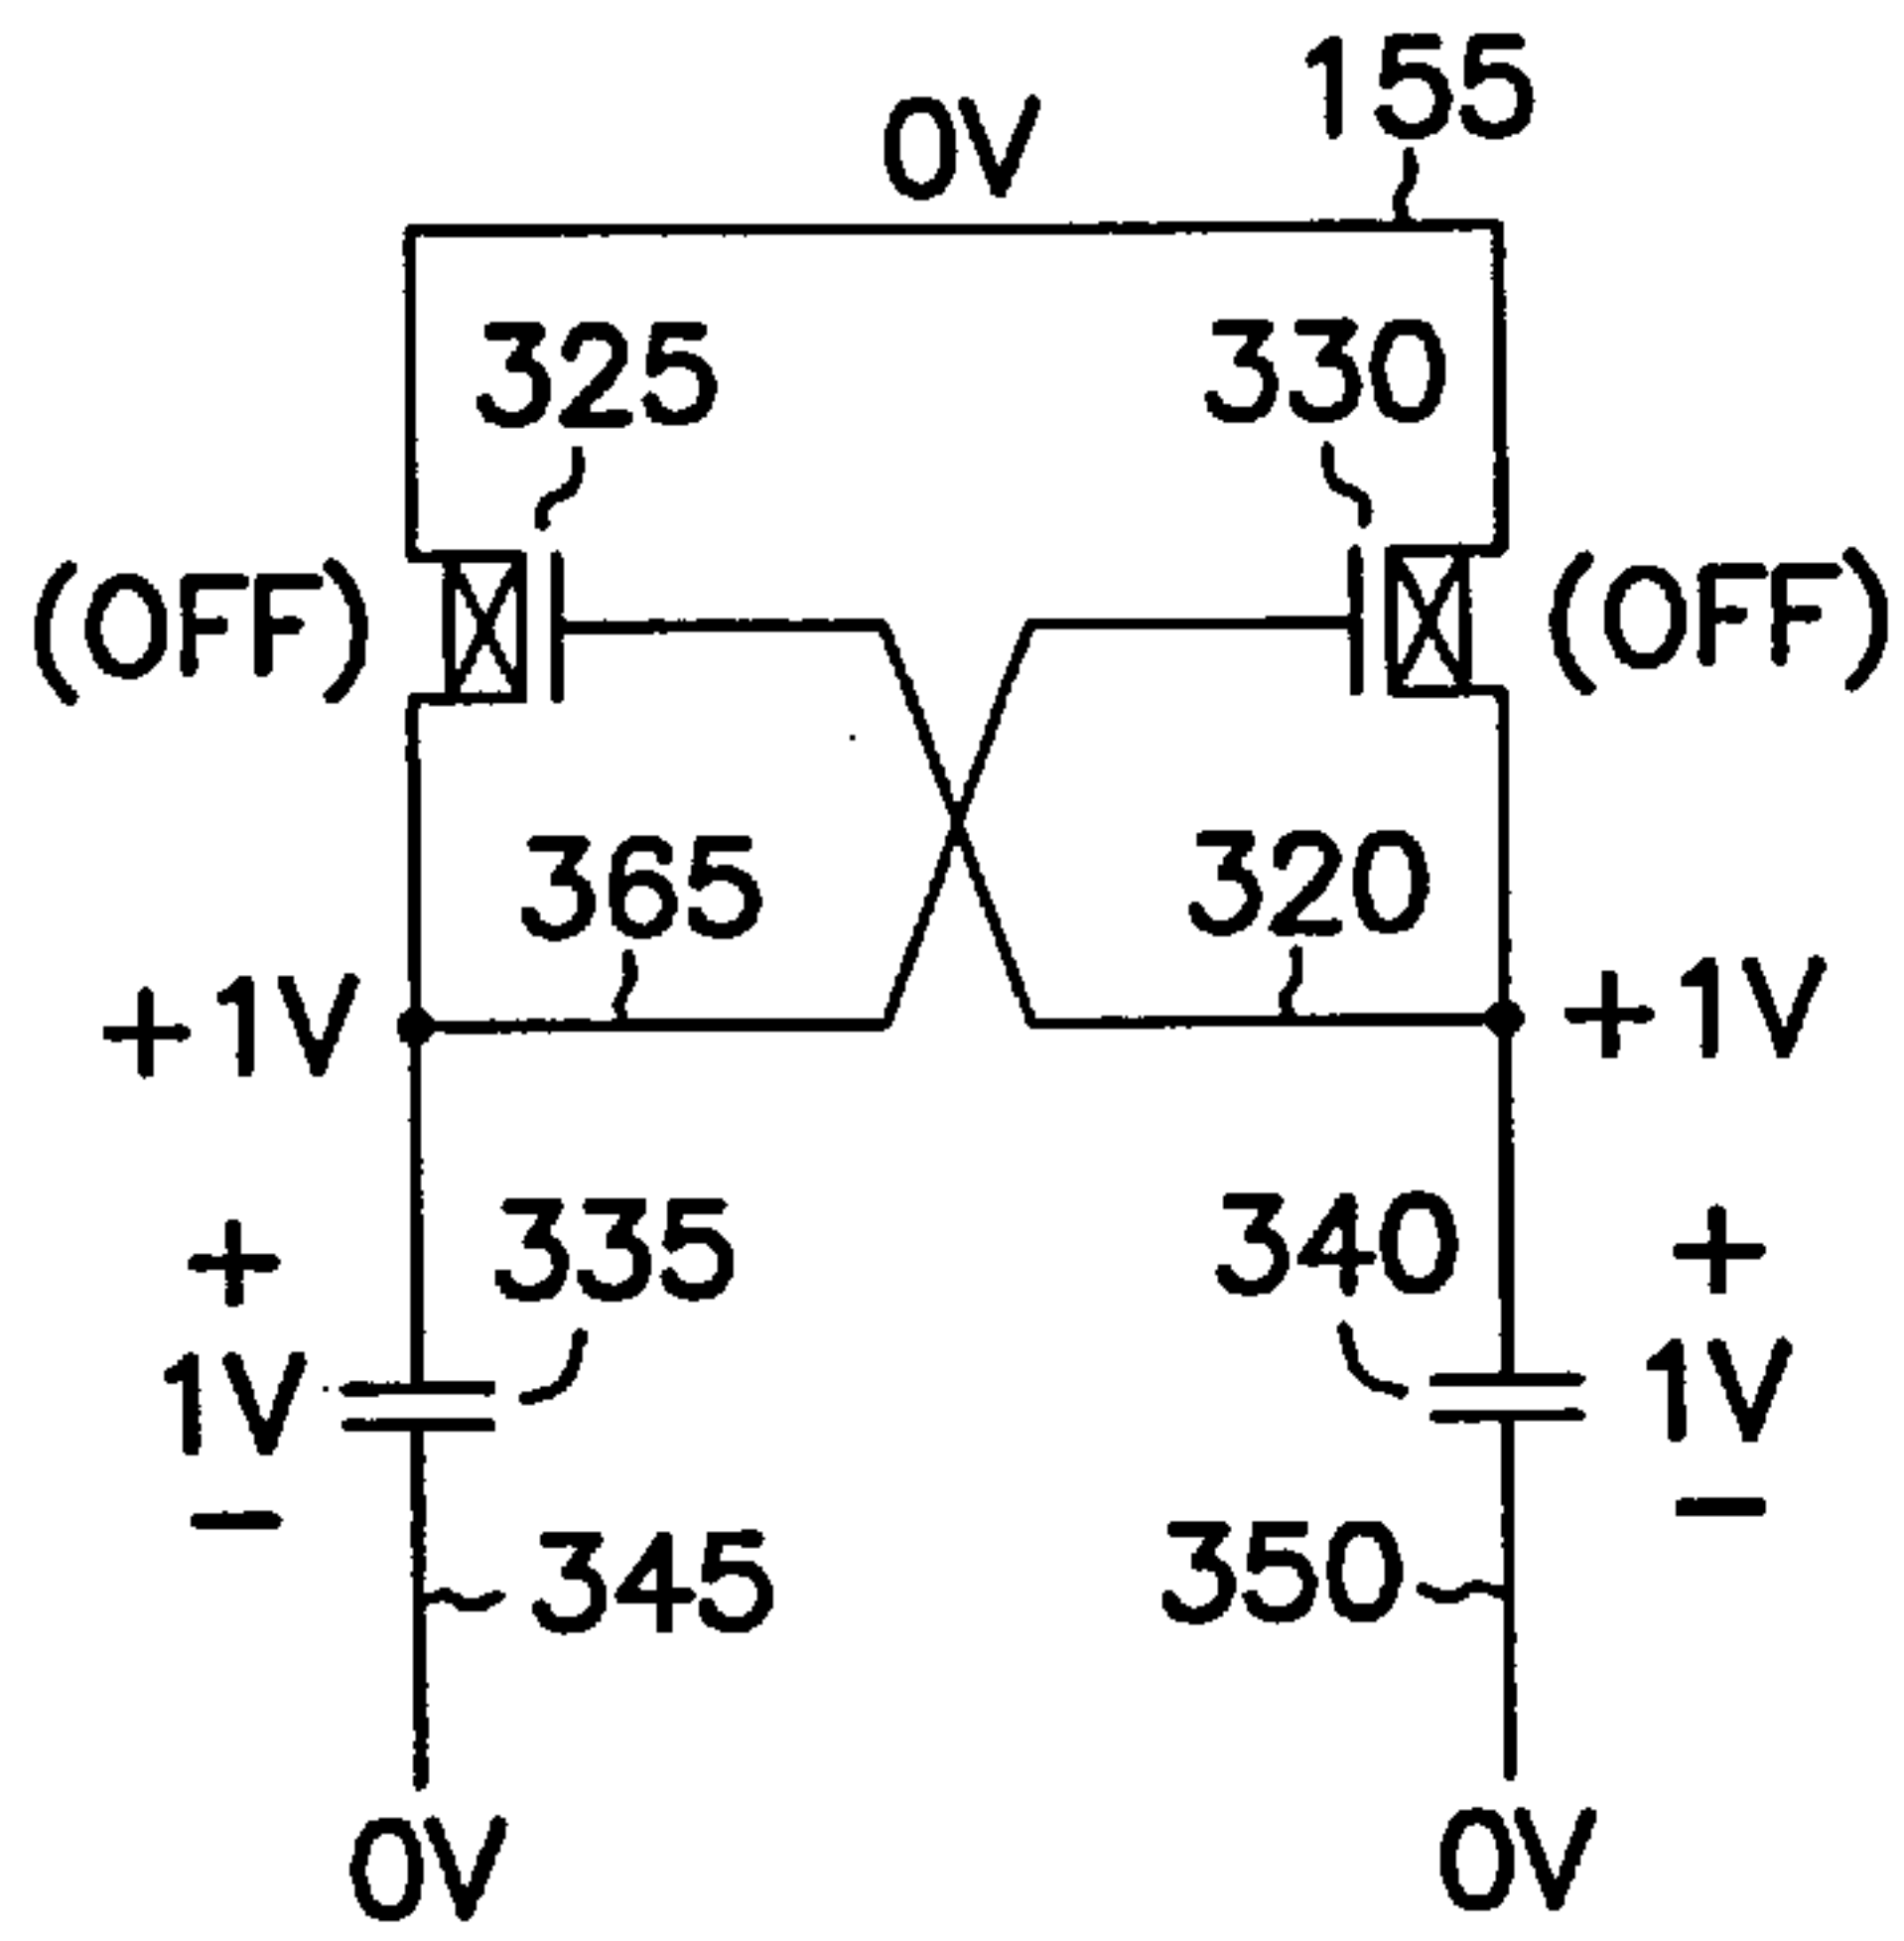 155
0V
325 330
(OFF) (OFF)
365 320
+1V +1V
335 340
+ +
1V 1V
− −
345 350
0V 0V